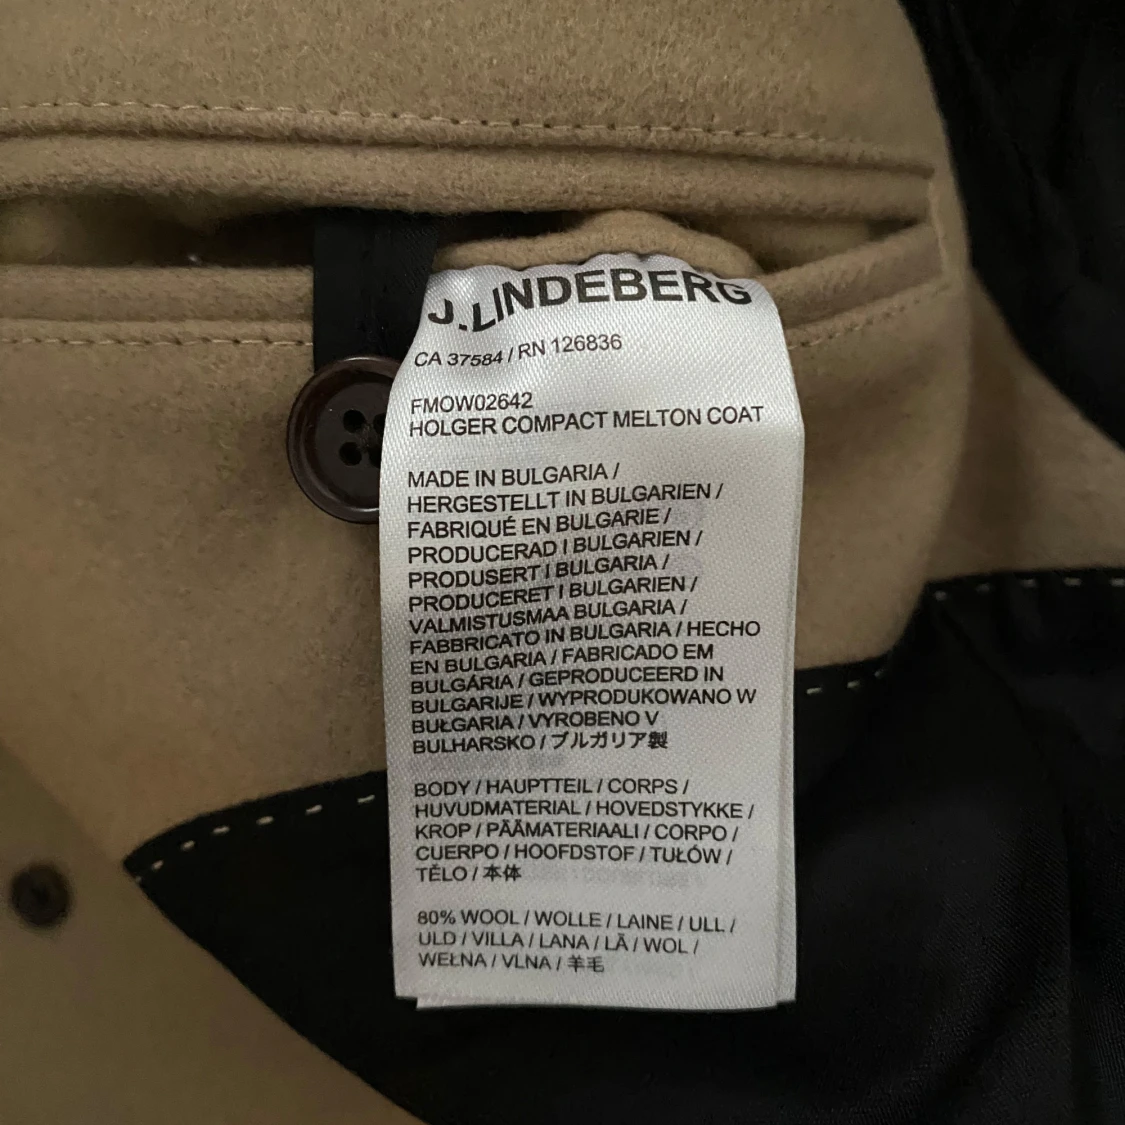 J.LINDEBERG
CA 37584 / RN 126836
FMOW02642
HOLGER COMPACT MELTON COAT
MADE IN BULGARIA /
HERGESTELLT IN BULGARIEN /
FABRIQUÉ EN BULGARIE /
PRODUCERAD I BULGARIEN /
PRODUSERT I BULGARIA /
PRODUCERET I BULGARIEN /
VALMISTUSMAA BULGARIA /
FABBRICATO IN BULGARIA / HECHO
EN BULGARIA / FABRICADO EM
BULGÁRIA / GEPRODUCEERD IN
BULGARIJE / WYPRODUKOWANO W
BUŁGARIA / VYROBENO V
BULHARSKO / ブルガリア製
BODY / HAUPTTEIL / CORPS /
HUVUDMATERIAL / HOVEDSTYKKE /
KROP / PÄÄMATERIAALI / CORPO /
CUERPO / HOOFDSTOF / TUŁÓW /
TĚLO / 本体
80% WOOL / WOLLE / LAINE / ULL /
ULD / VILLA / LANA / LÃ / WOL /
WEŁNA / VLNA / 羊毛